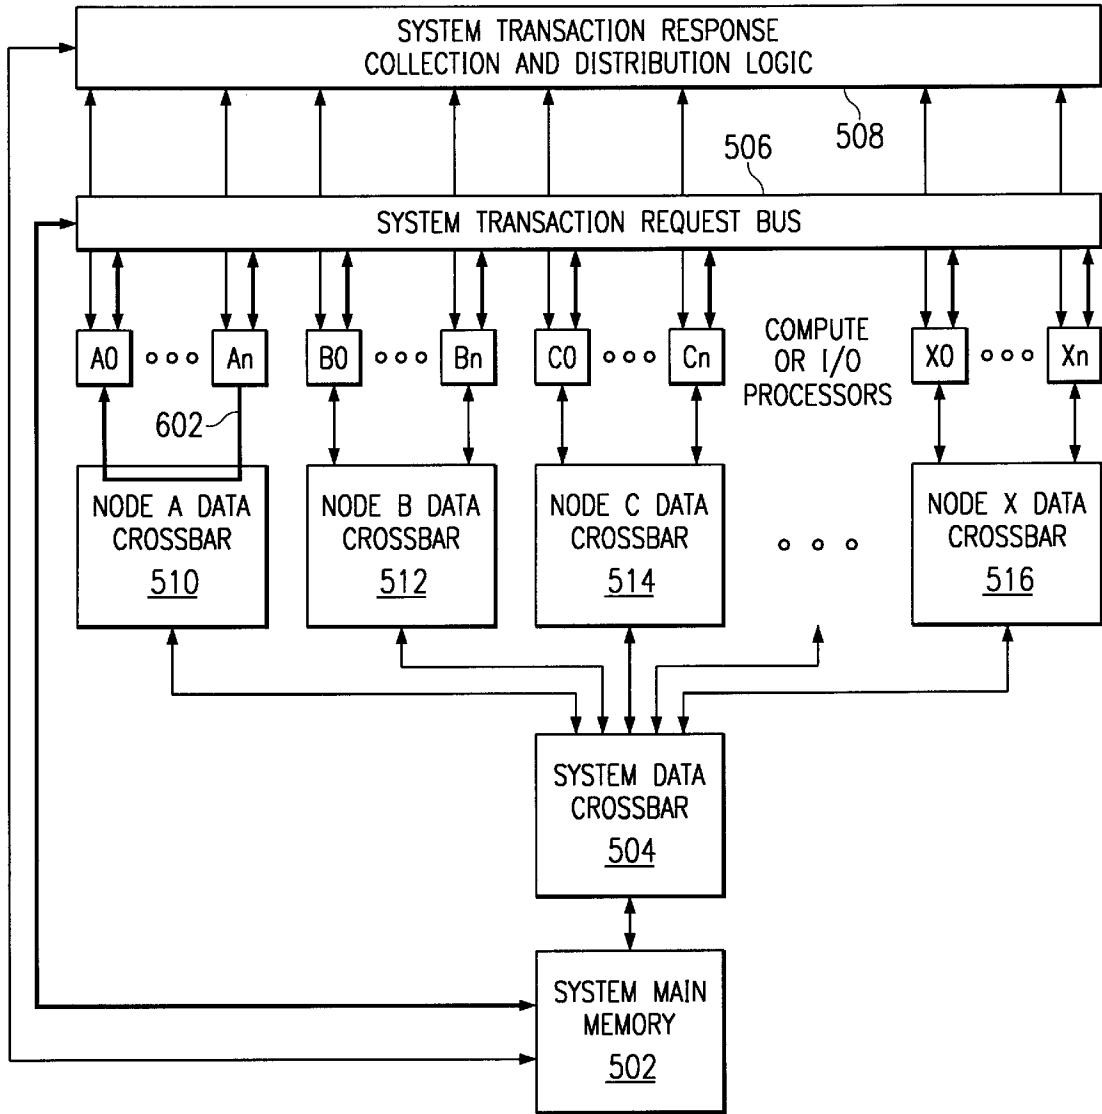 SYSTEM TRANSACTION RESPONSE
COLLECTION AND DISTRIBUTION LOGIC
508
506
SYSTEM TRANSACTION REQUEST BUS
A0
An
B0
Bn
C0
Cn
COMPUTE
OR I/O
PROCESSORS
X0
Xn
602
NODE A DATA
CROSSBAR
510
NODE B DATA
CROSSBAR
512
NODE C DATA
CROSSBAR
514
NODE X DATA
CROSSBAR
516
SYSTEM DATA
CROSSBAR
504
SYSTEM MAIN
MEMORY
502